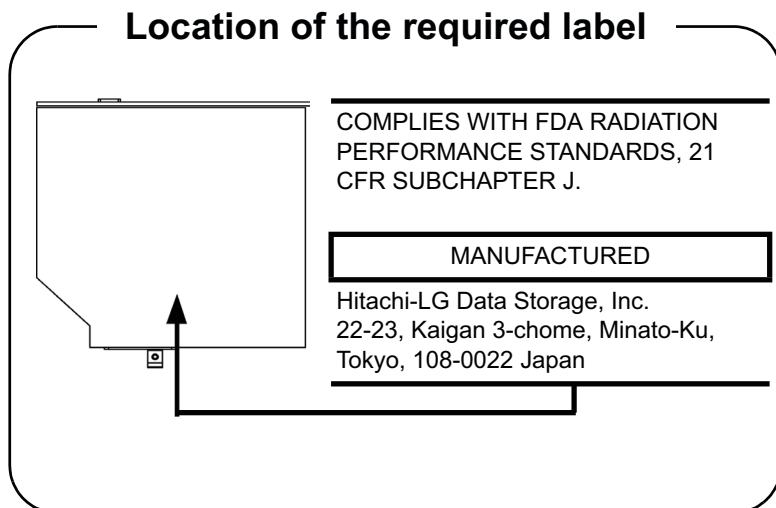 Location of the required label
COMPLIES WITH FDA RADIATION
PERFORMANCE STANDARDS, 21
CFR SUBCHAPTER J.
MANUFACTURED
Hitachi-LG Data Storage, Inc.
22-23, Kaigan 3-chome, Minato-Ku,
Tokyo, 108-0022 Japan